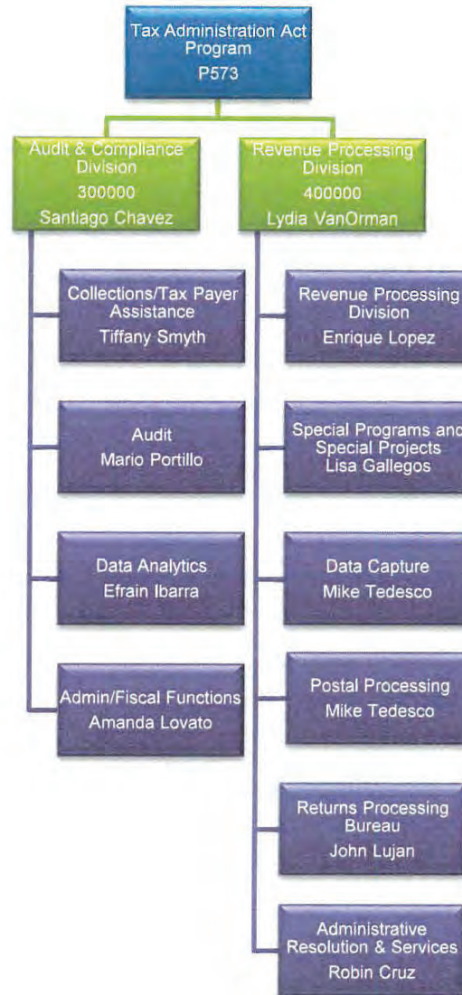 Tax Administration Act
Program
P573
Audit & Compliance
Division
300000
Santiago Chavez
Collections/Tax Payer
Assistance
Tiffany Smyth
Audit
Mario Portillo
Data Analytics
Efrain Ibarra
Admin/Fiscal Functions
Amanda Lovato
Revenue Processing
Division
400000
Lydia VanOrman
Revenue Processing
Division
Enrique Lopez
Special Programs and
Special Projects
Lisa Gallegos
Data Capture
Mike Tedesco
Postal Processing
Mike Tedesco
Returns Processing
Bureau
John Lujan
Administrative
Resolution & Services
Robin Cruz